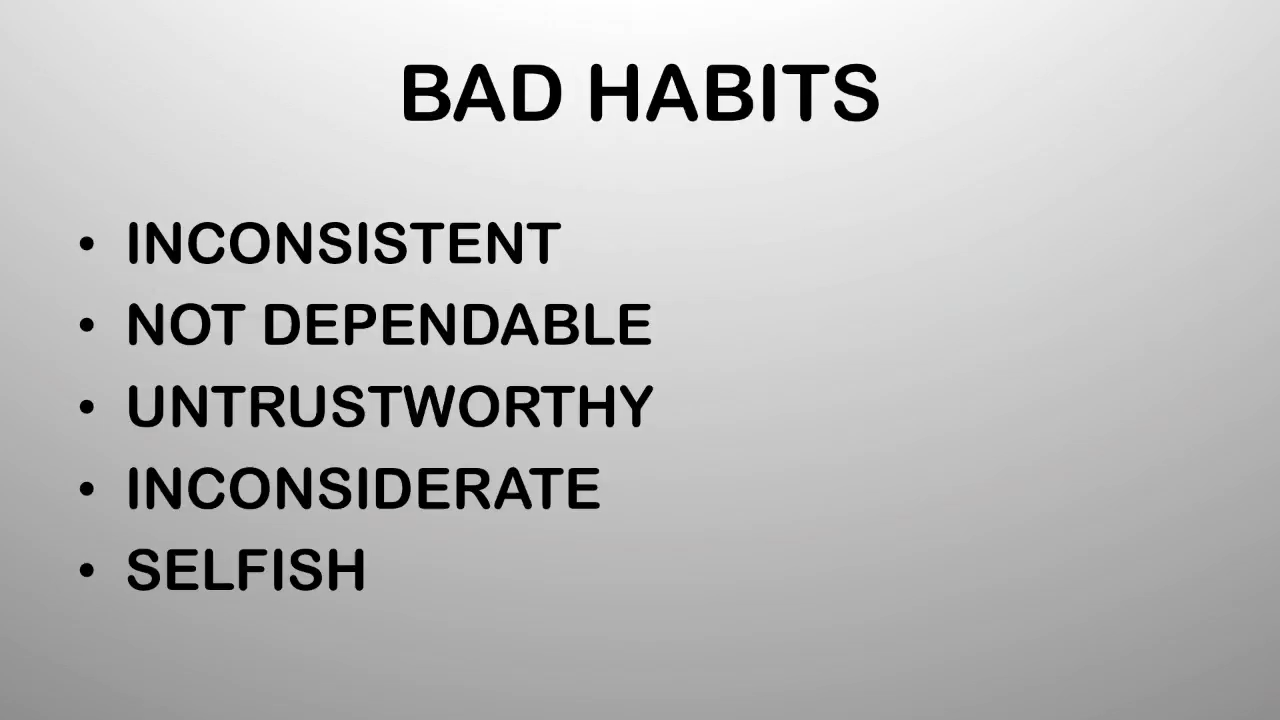 BAD HABITS
• INCONSISTENT
• NOT DEPENDABLE
• UNTRUSTWORTHY
• INCONSIDERATE
• SELFISH